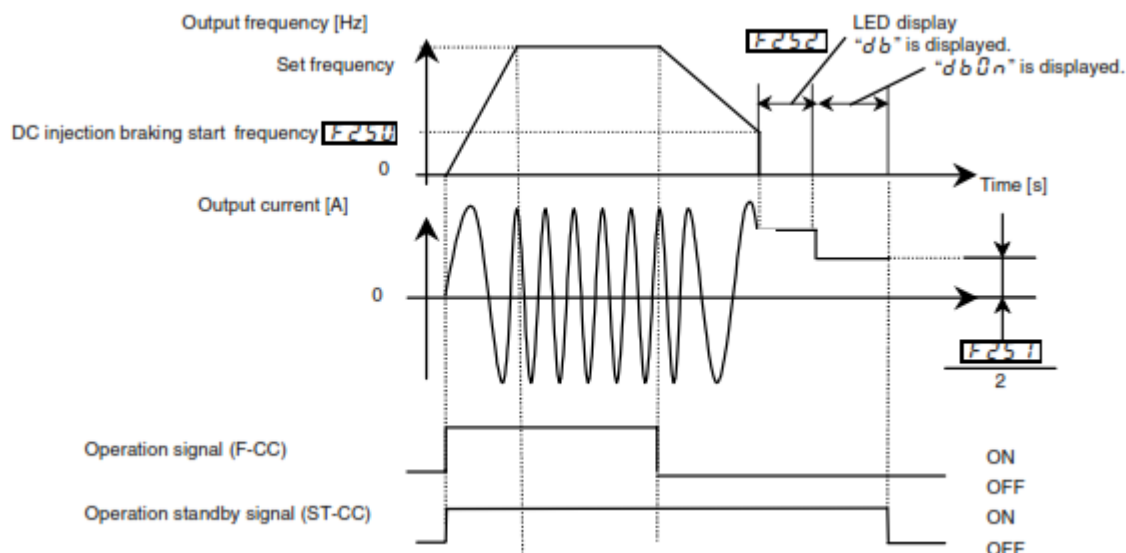 Output frequency [Hz]
LED display
F252
"db" is displayed.
Set frequency
"dbOn" is displayed.
DC injection braking start frequency F250
0
Time [s]
Output current [A]
0
F251
2
Operation signal (F-CC)
ON
OFF
Operation standby signal (ST-CC)
ON
OFF